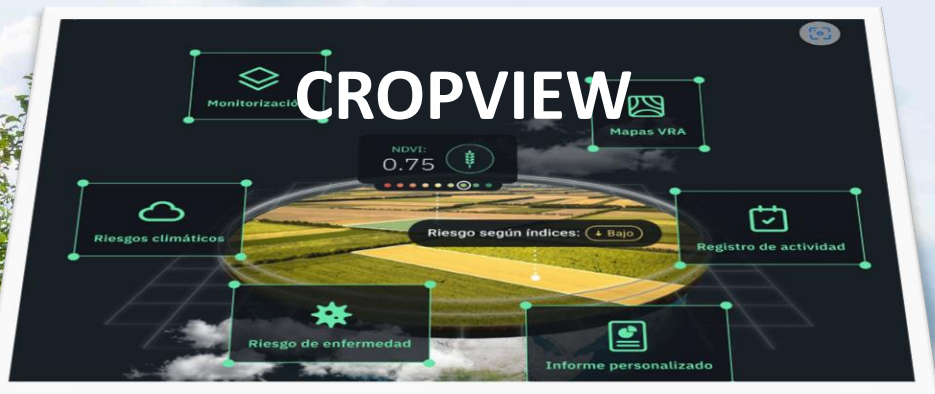 CROPVIEW
Monitorizació
Mapas VRA
NDVI:
0.75
Riesgos climáticos
Riesgo según índices: ↓ Bajo
Registro de actividad
Riesgo de enfermedad
Informe personalizado